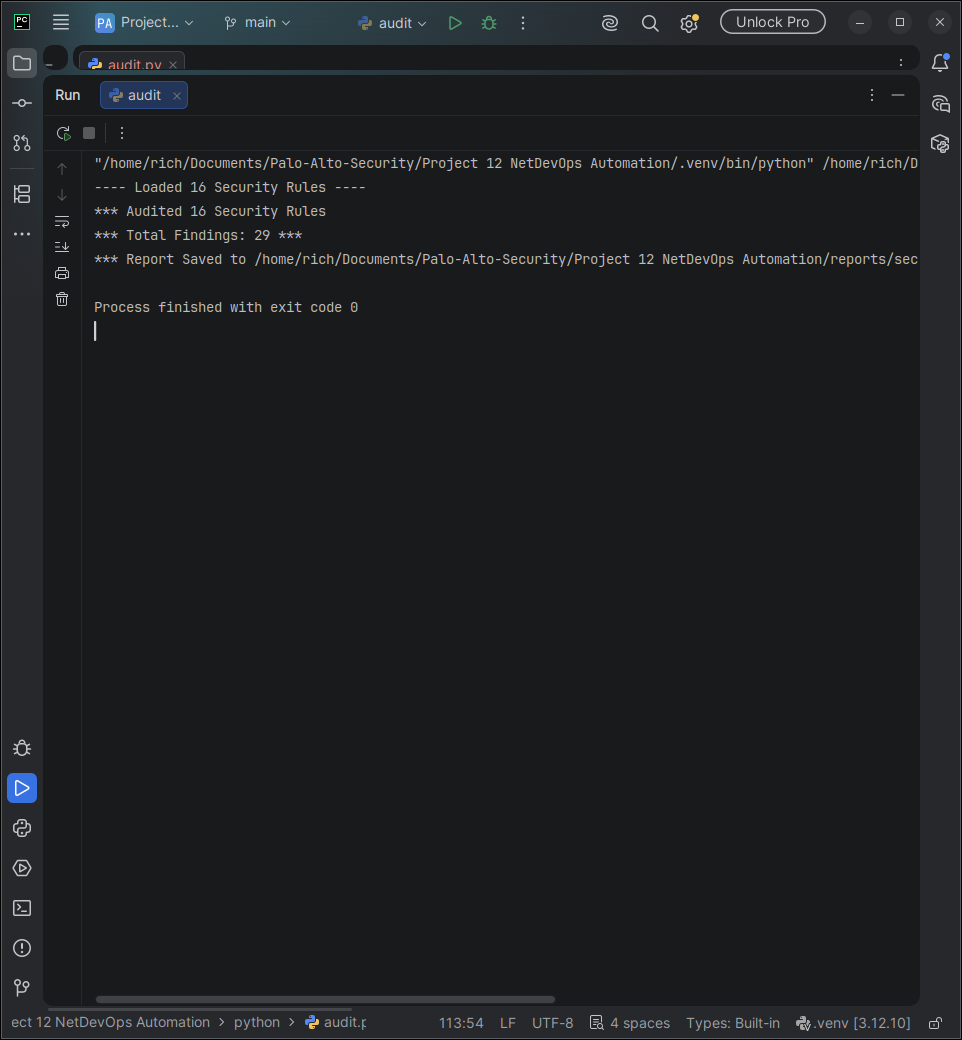 PC
PA Project... main audit Unlock Pro
audit.py
Run audit
"/home/rich/Documents/Palo-Alto-Security/Project 12 NetDevOps Automation/.venv/bin/python" /home/rich/D
---- Loaded 16 Security Rules ----
*** Audited 16 Security Rules
*** Total Findings: 29 ***
*** Report Saved to /home/rich/Documents/Palo-Alto-Security/Project 12 NetDevOps Automation/reports/sec
Process finished with exit code 0
ect 12 NetDevOps Automation > python > audit.p 113:54 LF UTF-8 4 spaces Types: Built-in .venv [3.12.10]